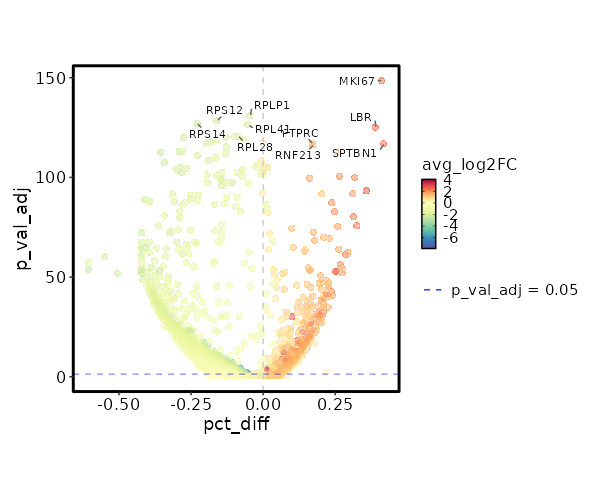 150
100
50
0
p_val_adj
-0.50
-0.25
0.00
0.25
pct_diff
MKI67
LBR
SPTBN1
PTPRC
RNF213
RPLP1
RPS12
RPL41
RPS14
RPL28
avg_log2FC
4
2
0
-2
-4
-6
p_val_adj = 0.05